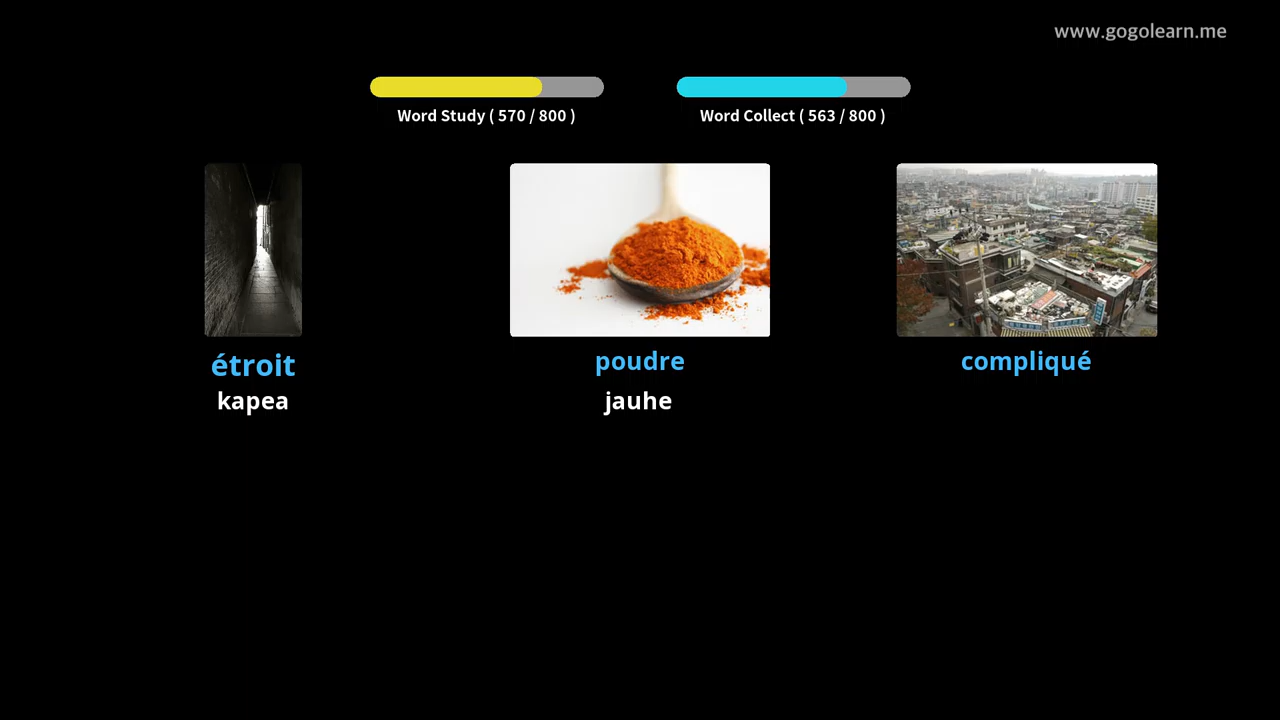 www.gogolearn.me
Word Study ( 570 / 800 )
Word Collect ( 563 / 800 )
étroit
kapea
poudre
jauhe
compliqué